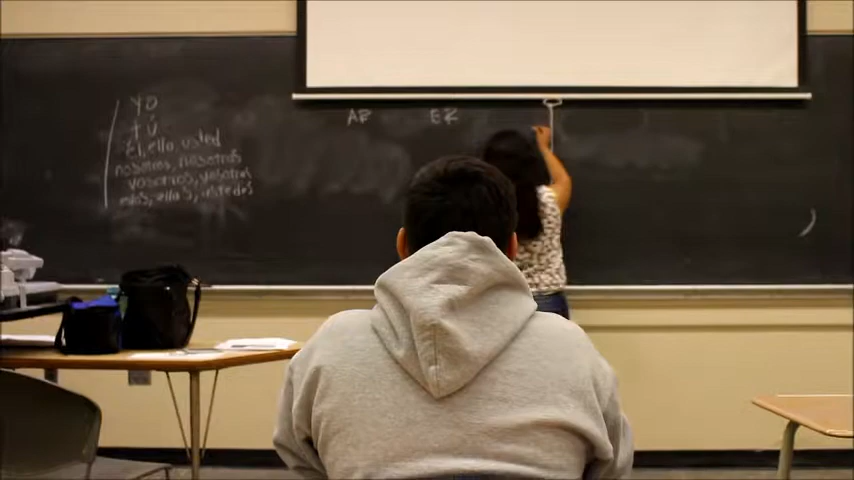 YO
tú
él, ella, usted
nosotros, nosotras
vosotros, vosotras
ellos, ellas, ustedes
AR
ER